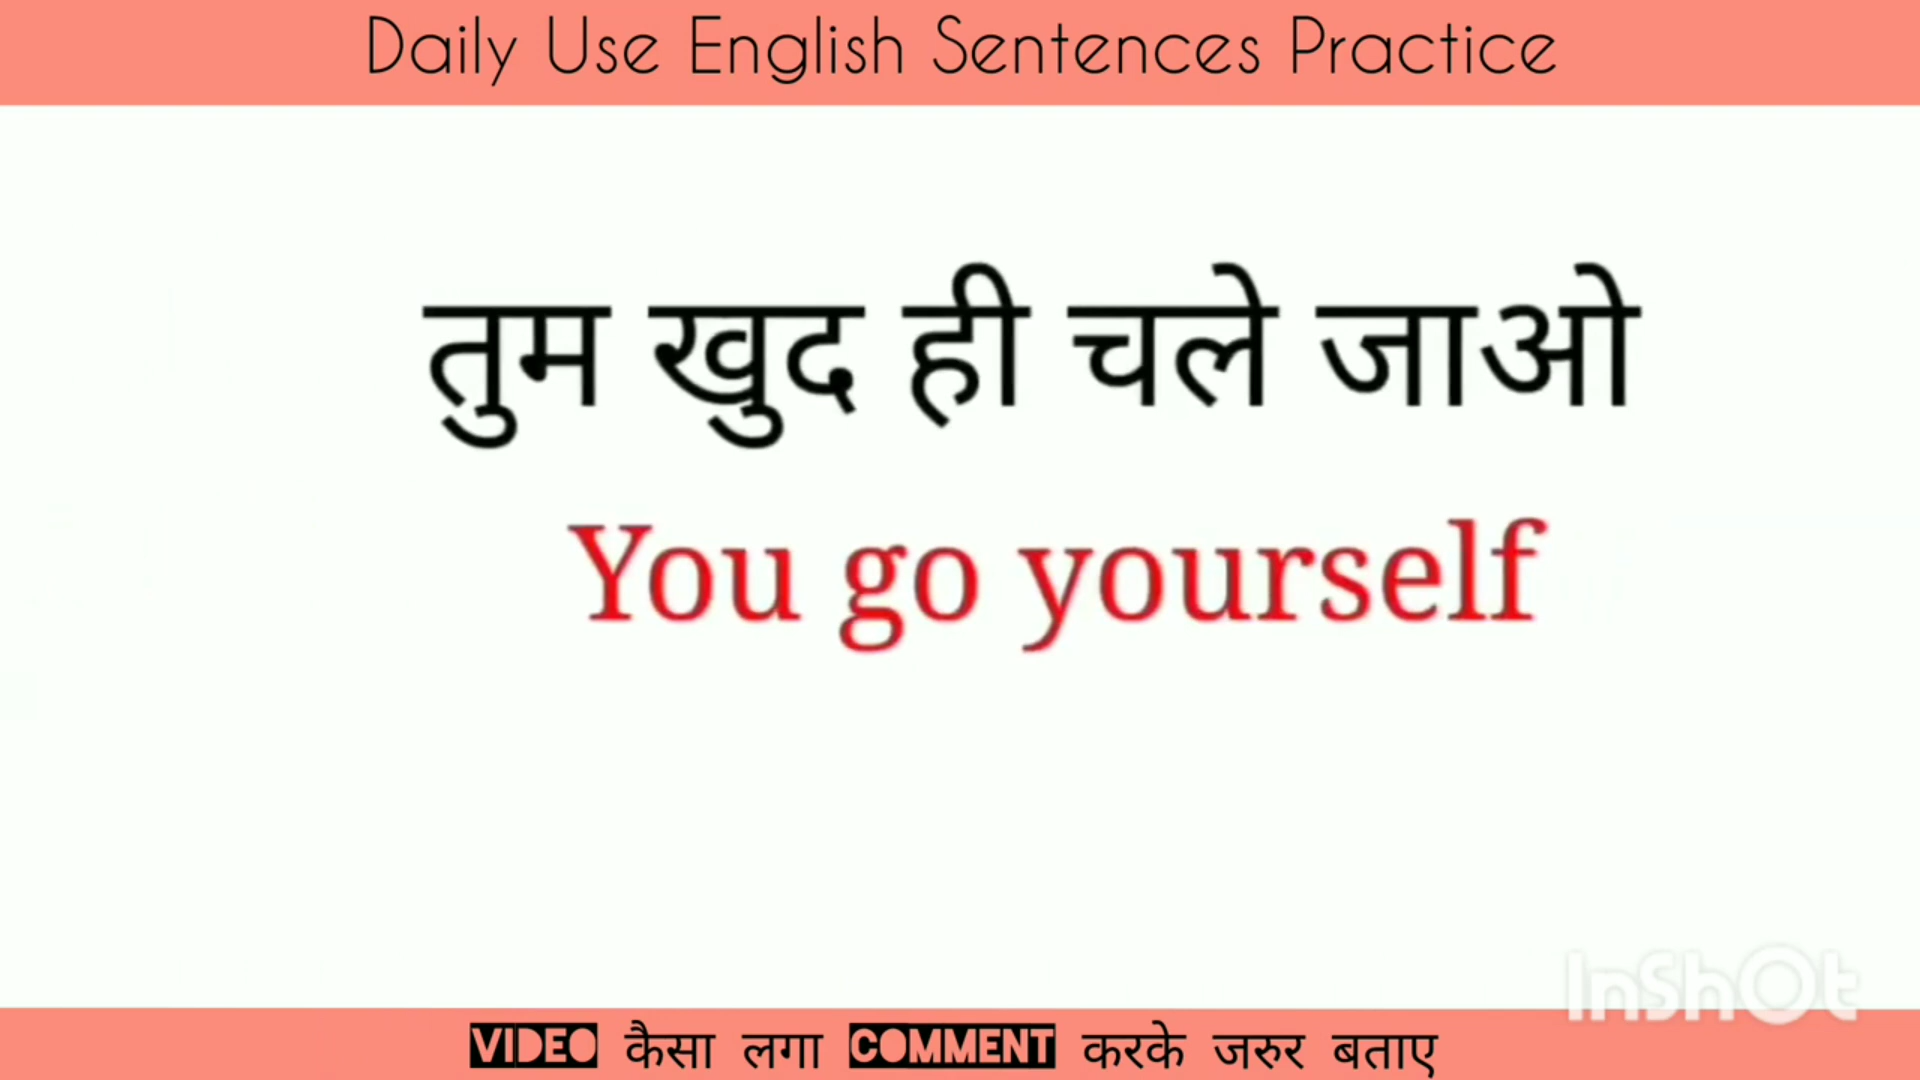 Daily Use English Sentences Practice
तुम खुद ही चले जाओ
You go yourself
InShOt
VIDEO कैसा लगा COMMENT करके जरुर बताए